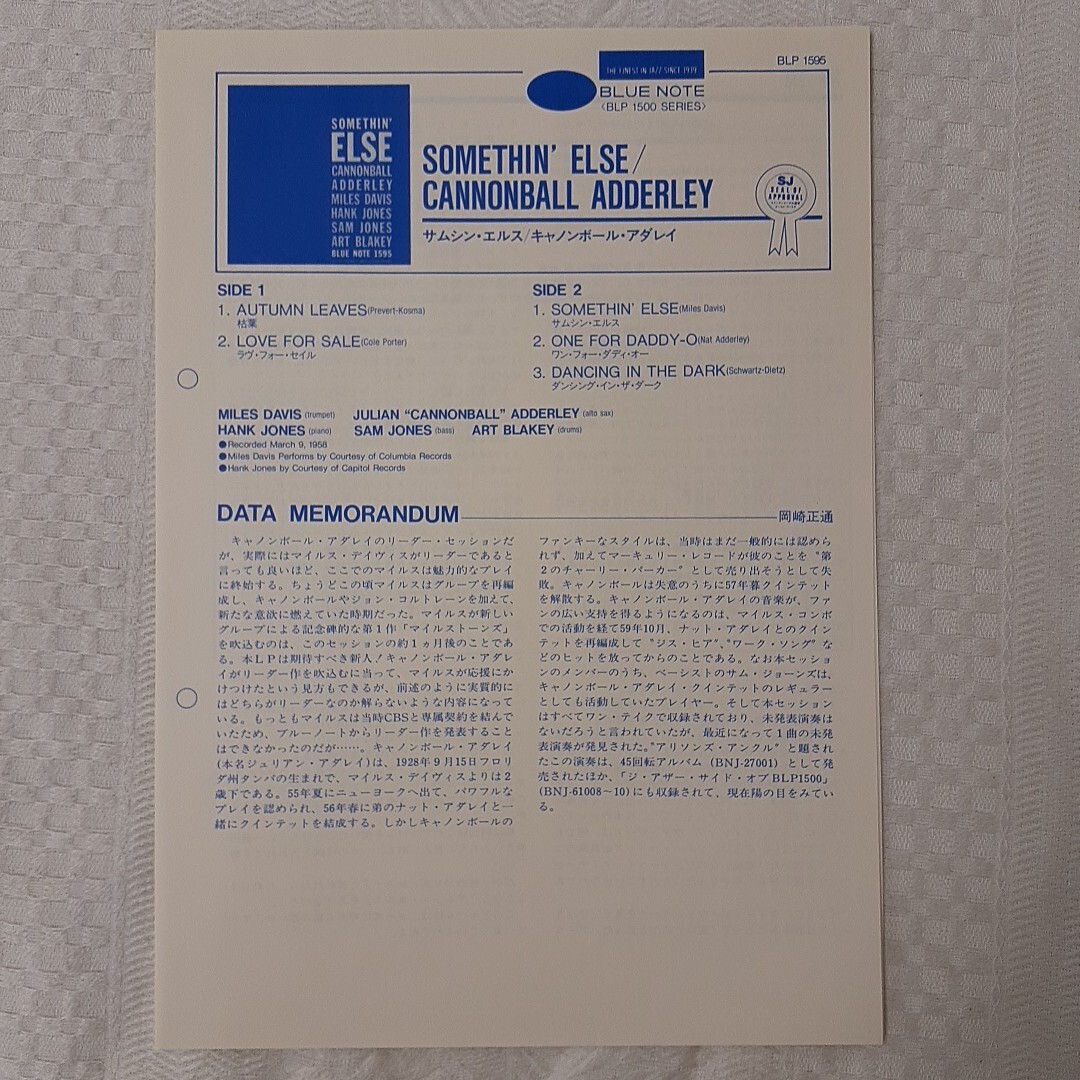 BLP 1595
THE FINEST IN JAZZ SINCE 1939
BLUE NOTE
〈BLP 1500 SERIES〉
SOMETHIN'
ELSE
CANNONBALL
ADDERLEY
MILES DAVIS
HANK JONES
SAM JONES
ART BLAKEY
BLUE NOTE 1595
SOMETHIN' ELSE/
CANNONBALL ADDERLEY
サムシン・エルス/キャノンボール・アダレイ
SJ
SEAL OF
APPROVAL
SIDE 1
1. AUTUMN LEAVES(Prevert-Kosma)
枯葉
2. LOVE FOR SALE(Cole Porter)
ラヴ・フォー・セイル
SIDE 2
1. SOMETHIN' ELSE(Miles Davis)
サムシン・エルス
2. ONE FOR DADDY-O(Nat Adderley)
ワン・フォー・ダディ・オー
3. DANCING IN THE DARK(Schwartz-Dietz)
ダンシング・イン・ザ・ダーク
MILES DAVIS (trumpet) JULIAN “CANNONBALL” ADDERLEY (alto sax)
HANK JONES (piano) SAM JONES (bass) ART BLAKEY (drums)
●Recorded March 9, 1958
●Miles Davis Performs by Courtesy of Columbia Records
●Hank Jones by Courtesy of Capitol Records
DATA MEMORANDUM 岡崎正通
キャノンボール・アダレイのリーダー・セッションだ
が、実際にはマイルス・デイヴィスがリーダーであると
言っても良いほど、ここでのマイルスは魅力的なプレイ
に終始する。ちょうどこの頃マイルスはグループを再編
成し、キャノンボールやジョン・コルトレーンを加えて、
新たな意欲に燃えていた時期だった。マイルスが新しい
グループによる記念碑的な第1作「マイルストーンズ」
を吹込むのは、このセッションの約1ヵ月後のことであ
る。本LPは期待すべき新人!キャノンボール・アダレ
イがリーダー作を吹込むに当って、マイルスが応援にか
けつけたという見方もできるが、前述のように実質的に
はどちらがリーダーなのか解らないような内容になって
いる。もっともマイルスは当時CBSと専属契約を結んで
いたため、ブルーノートからリーダー作を発表すること
はできなかったのだが……。キャノンボール・アダレイ
(本名ジュリアン・アダレイ)は、1928年9月15日フロリ
ダ州タンパの生まれで、マイルス・デイヴィスよりは2
歳下である。55年夏にニューヨークへ出て、パワフルな
プレイを認められ、56年春に弟のナット・アダレイと一
緒にクインテットを結成する。しかしキャノンボールの
ファンキーなスタイルは、当時はまだ一般的には認めら
れず、加えてマーキュリー・レコードが彼のことを〝第
2のチャーリー・パーカー〟として売り出そうとして失
敗。キャノンボールは失意のうちに57年暮クインテット
を解散する。キャノンボール・アダレイの音楽が、ファ
ンの広い支持を得るようになるのは、マイルス・コンボ
での活動を経て59年10月、ナット・アダレイとのクイン
テットを再編成して〝ジス・ヒア〟、〝ワーク・ソング〟な
どのヒットを放ってからのことである。なお本セッショ
ンのメンバーのうち、ベーシストのサム・ジョーンズは、
キャノンボール・アダレイ・クインテットのレギュラー
としても活動していたプレイヤー。そして本セッション
はすべてワン・テイクで収録されており、未発表演奏は
ないだろうと言われていたが、最近になって1曲の未発
表演奏が発見された。〝アリソンズ・アンクル〟と題され
たこの演奏は、45回転アルバム(BNJ-27001)として発
売されたほか、「ジ・アザー・サイド・オブBLP1500」
(BNJ-61008〜10)にも収録されて、現在陽の目をみてい
る。